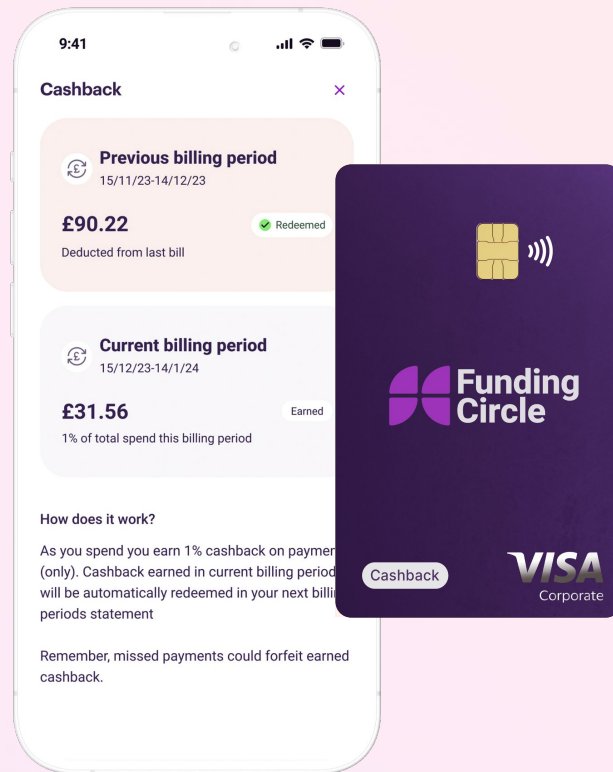 9:41
Cashback
£
Previous billing period
15/11/23-14/12/23
£90.22
Redeemed
Deducted from last bill
£
Current billing period
15/12/23-14/1/24
£31.56
Earned
1% of total spend this billing period
How does it work?
As you spend you earn 1% cashback on
(only). Cashback earned in current billing period
will be automatically redeemed in your next
periods statement
Remember, missed payments could forfeit earned
cashback.
Funding
Circle
Cashback
VISA
Corporate